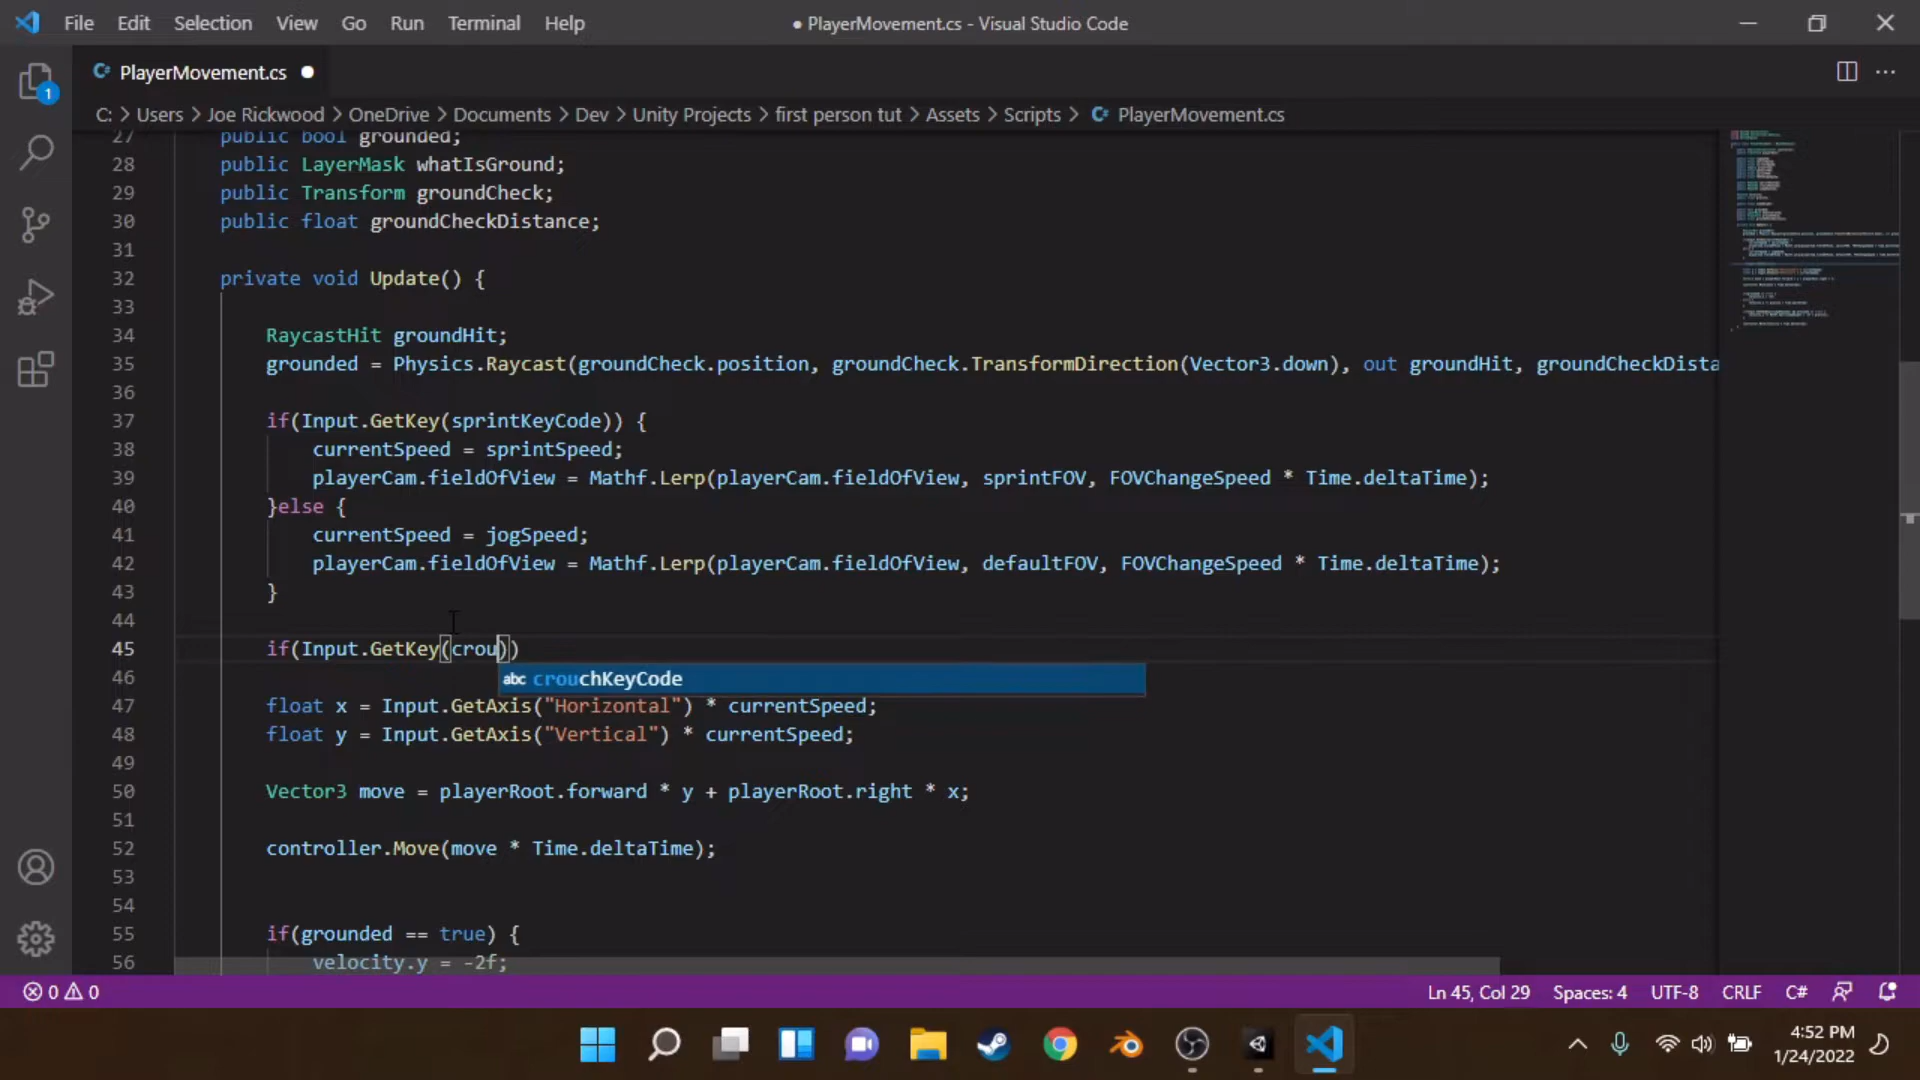 File Edit Selection View Go Run Terminal Help
● PlayerMovement.cs - Visual Studio Code
PlayerMovement.cs
C: > Users > Joe Rickwood > OneDrive > Documents > Dev > Unity Projects > first person tut > Assets > Scripts > PlayerMovement.cs
1
27 public bool grounded;
28 public LayerMask whatIsGround;
29 public Transform groundCheck;
30 public float groundCheckDistance;
31
32 private void Update() {
33
34 RaycastHit groundHit;
35 grounded = Physics.Raycast(groundCheck.position, groundCheck.TransformDirection(Vector3.down), out groundHit, groundCheckDista
36
37 if(Input.GetKey(sprintKeyCode)) {
38 currentSpeed = sprintSpeed;
39 playerCam.fieldOfView = Mathf.Lerp(playerCam.fieldOfView, sprintFOV, FOVChangeSpeed * Time.deltaTime);
40 }else {
41 currentSpeed = jogSpeed;
42 playerCam.fieldOfView = Mathf.Lerp(playerCam.fieldOfView, defaultFOV, FOVChangeSpeed * Time.deltaTime);
43 }
44
45 if(Input.GetKey(crou))
abc crouchKeyCode
46
47 float x = Input.GetAxis("Horizontal") * currentSpeed;
48 float y = Input.GetAxis("Vertical") * currentSpeed;
49
50 Vector3 move = playerRoot.forward * y + playerRoot.right * x;
51
52 controller.Move(move * Time.deltaTime);
53
54
55 if(grounded == true) {
56 velocity.y = -2f;
0 0 Ln 45, Col 29 Spaces: 4 UTF-8 CRLF C#
4:52 PM
1/24/2022